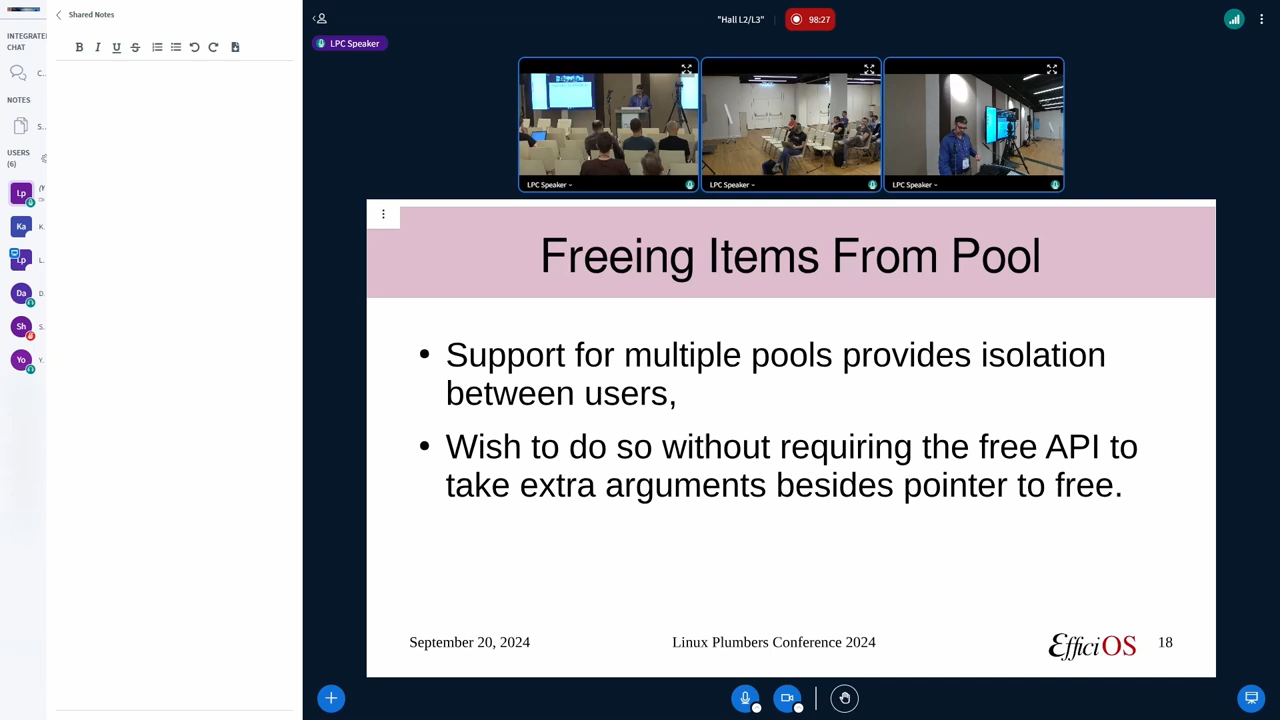 Shared Notes
INTEGRATE
CHAT
C..
NOTES
S..
USERS
(6)
Lp
Ka
K.
Lp
L.
Da
D.
Sh
S.
Yo
Y.
"Hall L2/L3"
98:27
LPC Speaker
LPC Speaker
LPC Speaker
LPC Speaker
Freeing Items From Pool
• Support for multiple pools provides isolation
between users,
• Wish to do so without requiring the free API to
take extra arguments besides pointer to free.
September 20, 2024
Linux Plumbers Conference 2024
EfficiOS
18